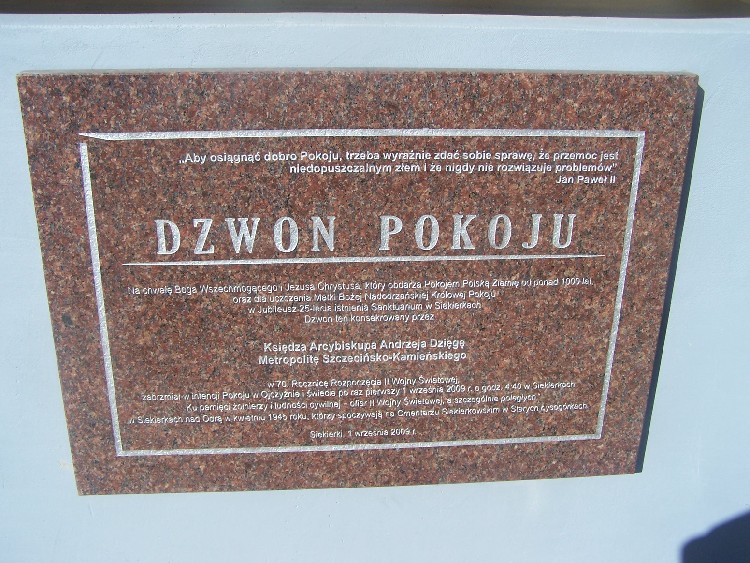 „Aby osiągnąć dobro Pokoju, trzeba wyraźnie zdać sobie sprawę, że przemoc jest
niedopuszczalnym złem i że nigdy nie rozwiązuje problemów"
Jan Paweł II
DZWON POKOJU
Na chwałę Boga Wszechmogącego i Jezusa Chrystusa, który obdarza Pokojem Polską Ziemię od ponad 1000 lat,
oraz dla uczczenia Matki Bożej Nadodrzańskiej Królowej Pokoju
w Jubileusz 25-lecia istnienia Sanktuarium w Siekierkach
Dzwon ten konsekrowany przez
Księdza Arcybiskupa Andrzeja Dzięgę
Metropolitę Szczecińsko-Kamieńskiego
w 70. Rocznicę Rozpoczęcia II Wojny Światowej,
zabrzmiał w intencji Pokoju w Ojczyźnie i świecie po raz pierwszy 1 września 2009 r. o godz. 4:40 w Siekierkach
Ku pamięci żołnierzy i ludności cywilnej - ofiar II Wojny Światowej, a szczególnie poległych
w Siekierkach nad Odrą w kwietniu 1945 roku, którzy spoczywają na Cmentarzu Siekierkowskim w Starych Łysogórkach.
Siekierki, 1 września 2009 r.